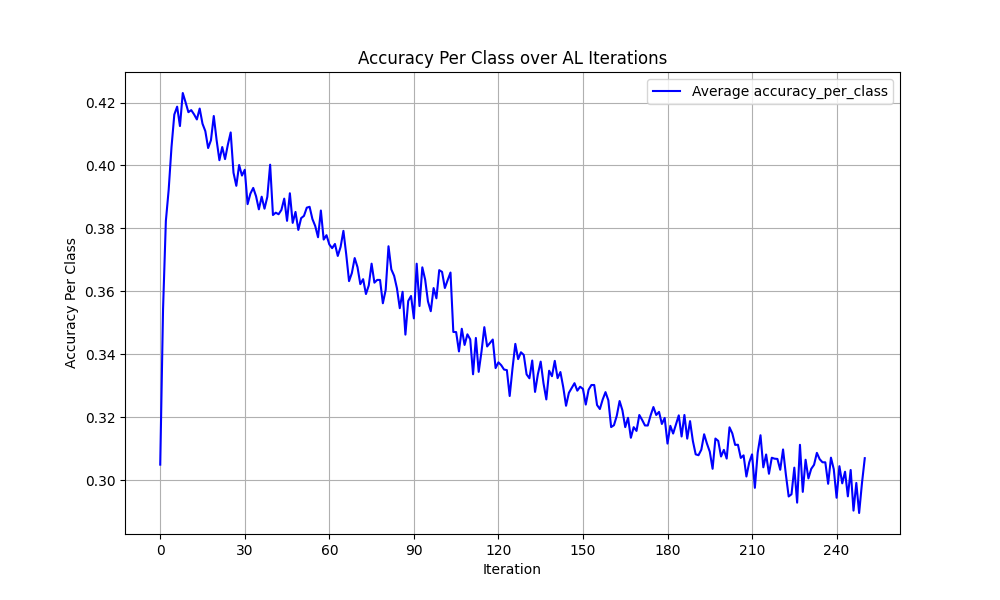 Accuracy Per Class over AL Iterations
Average accuracy_per_class
Accuracy Per Class
0.42
0.40
0.38
0.36
0.34
0.32
0.30
0 30 60 90 120 150 180 210 240
Iteration